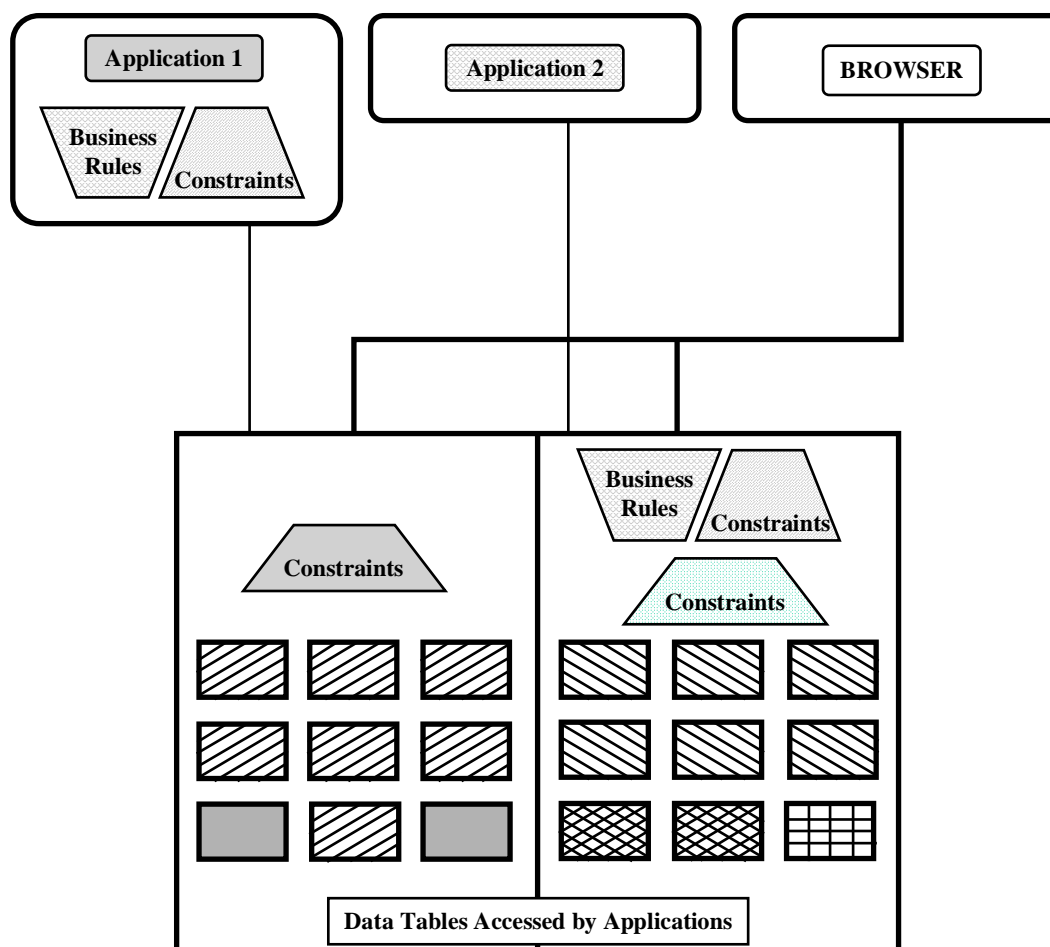 Application 1
Application 2
BROWSER
Business
Rules
Constraints
Business
Rules
Constraints
Constraints
Constraints
Data Tables Accessed by Applications